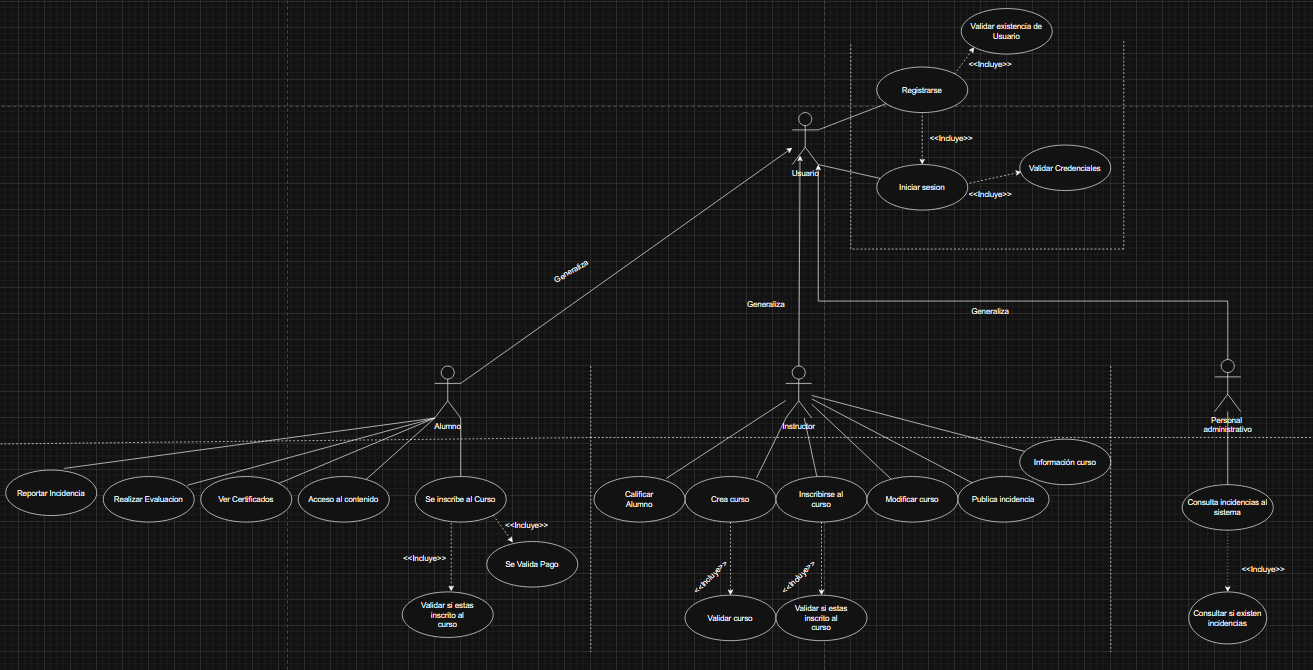 Validar existencia de
Usuario
<<Incluye>>
Registrarse
<<Incluye>>
Usuario
Iniciar sesion
<<Incluye>>
Validar Credenciales
Generaliza
Generaliza
Generaliza
Alumno
Instructor
Personal
administrativo
Reportar Incidencia
Realizar Evaluacion
Ver Certificados
Acceso al contenido
Se inscribe al Curso
<<Incluye>>
Se Valida Pago
<<Incluye>>
Validar si estas
inscrito al
curso
Calificar
Alumno
Crea curso
Inscribirse al
curso
Modificar curso
Publica incidencia
Información curso
<<Incluye>>
Validar curso
<<Incluye>>
Validar si estas
inscrito al
curso
Consulta incidencias al
sistema
<<Incluye>>
Consultar si existen
incidencias